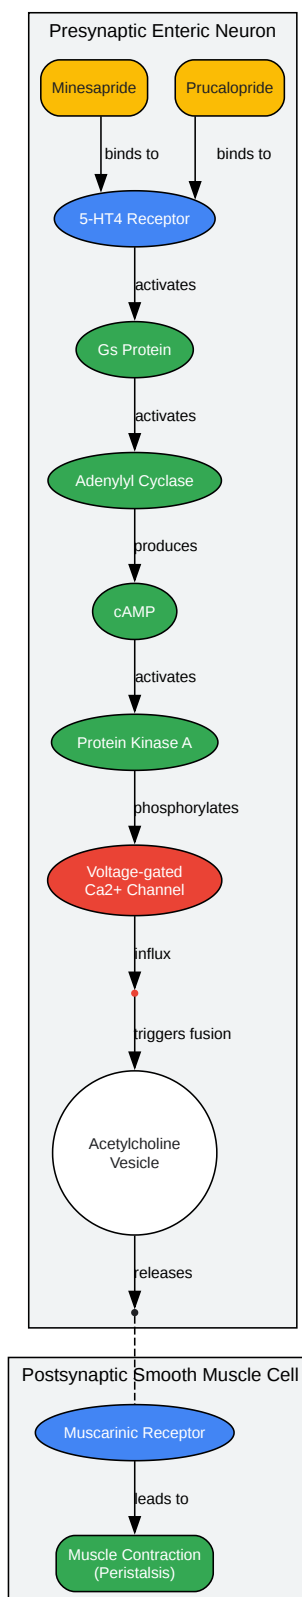 Presynaptic Enteric Neuron
Minesapride
Prucalopride
binds to
binds to
5-HT4 Receptor
activates
Gs Protein
activates
Adenylyl Cyclase
produces
cAMP
activates
Protein Kinase A
phosphorylates
Voltage-gated
Ca2+ Channel
influx
triggers fusion
Acetylcholine
Vesicle
releases
Postsynaptic Smooth Muscle Cell
Muscarinic Receptor
leads to
Muscle Contraction
(Peristalsis)